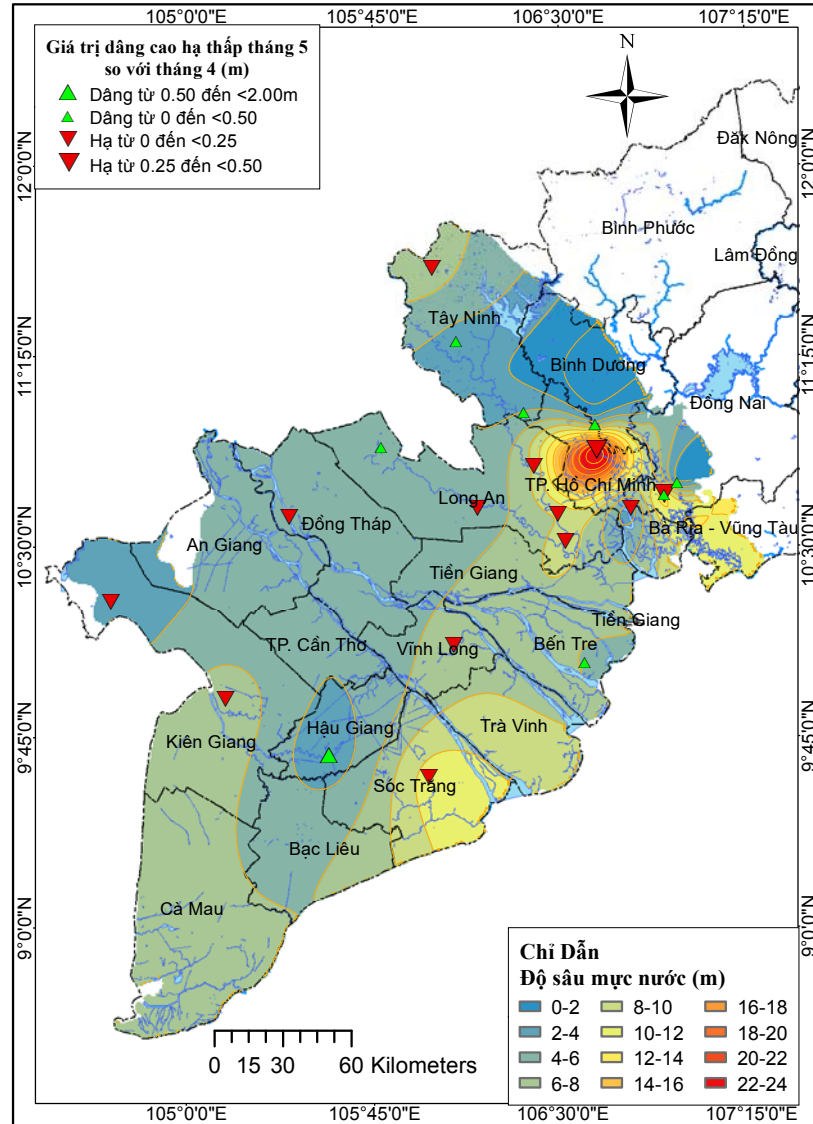 105°0'0"E 105°45'0"E 106°30'0"E 107°15'0"E
Giá trị dâng cao hạ thấp tháng 5
so với tháng 4 (m)
Dâng từ 0.50 đến <2.00m
Dâng từ 0 đến <0.50
Hạ từ 0 đến <0.25
Hạ từ 0.25 đến <0.50
N
12°0'0"N
12°0'0"N
Đăk Nông
Bình Phước
Lâm Đồng
Tây Ninh
11°15'0"N
11°15'0"N
Bình Dương
Đồng Nai
TP. Hồ Chí Minh
Long An
Đồng Tháp
Bà Rịa - Vũng Tàu
An Giang
10°30'0"N
10°30'0"N
Tiền Giang
Tiền Giang
TP. Cần Thơ
Vĩnh Long
Bến Tre
Hậu Giang
Trà Vinh
Kiên Giang
9°45'0"N
9°45'0"N
Sóc Trăng
Bạc Liêu
Cà Mau
9°0'0"N
9°0'0"N
Chỉ Dẫn
Độ sâu mực nước (m)
0-2 8-10 16-18
2-4 10-12 18-20
4-6 12-14 20-22
6-8 14-16 22-24
0 15 30 60 Kilometers
105°0'0"E 105°45'0"E 106°30'0"E 107°15'0"E